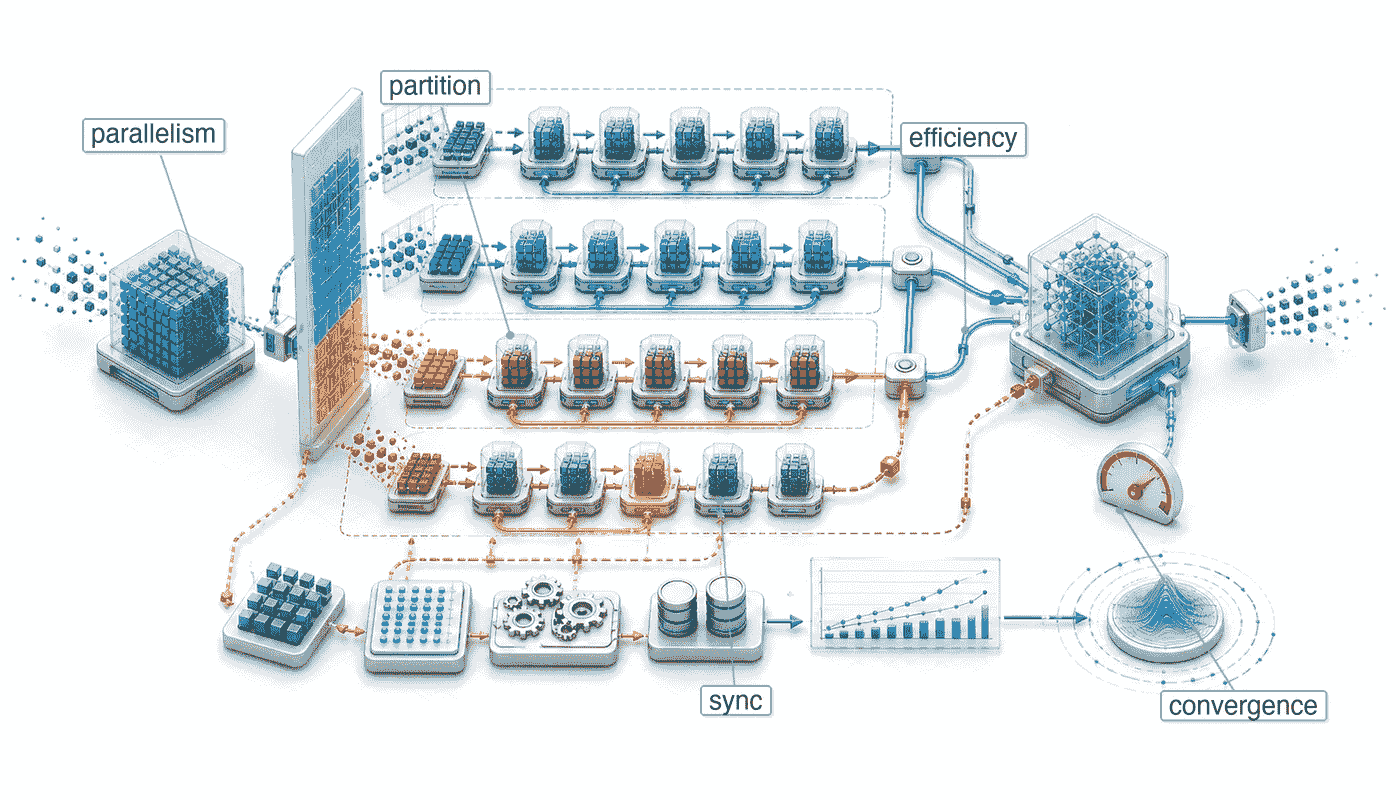 partition
parallelism
efficiency
sync
convergence